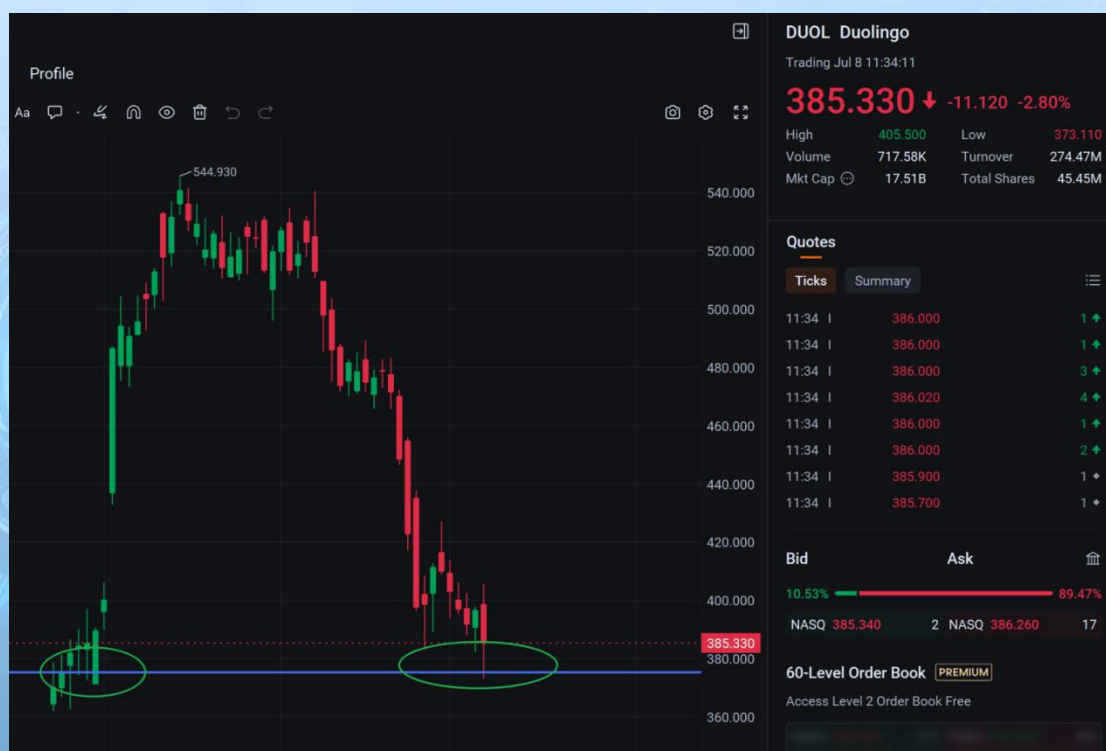 Profile
Aa
544.930
540.000
520.000
500.000
480.000
460.000
440.000
420.000
400.000
385.330
380.000
360.000
DUOL Duolingo
Trading Jul 8 11:34:11
385.330 -11.120 -2.80%
High 405.500 Low 373.110
Volume 717.58K Turnover 274.47M
Mkt Cap 17.51B Total Shares 45.45M
Quotes
Ticks Summary
11:34 I 386.000 1
11:34 I 386.000 1
11:34 I 386.000 3
11:34 I 386.020 4
11:34 I 386.000 1
11:34 I 386.000 2
11:34 I 385.900 1
11:34 I 385.700 1
Bid Ask
10.53% 89.47%
NASQ 385.340 2 NASQ 386.260 17
60-Level Order Book PREMIUM
Access Level 2 Order Book Free